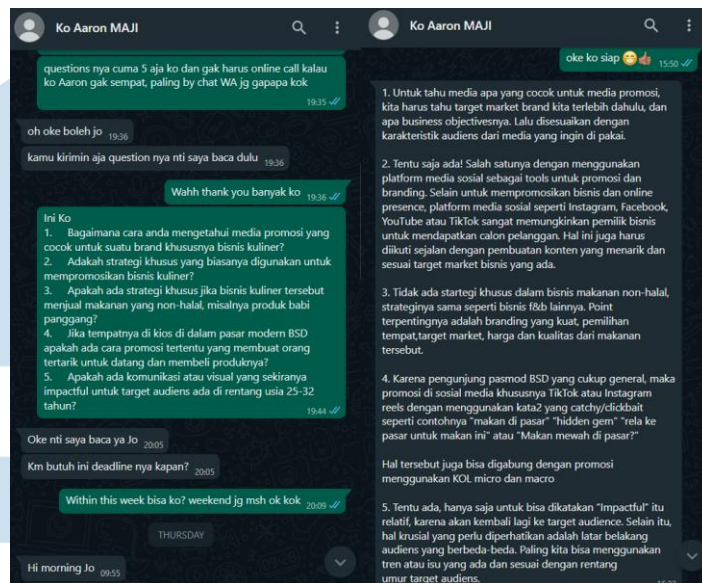 Ko Aaron MAJI
questions nya cuma 5 aja ko dan gak harus online call kalau
ko Aaron gak sempat, paling by chat WA jg gapapa kok
19:35
oh oke boleh jo 19:36
kamu kirimin aja question nya nti saya baca dulu 19:36
Wahh thank you banyak ko 19:36
Ini Ko
1. Bagaimana cara anda mengetahui media promosi yang
cocok untuk suatu brand khususnya bisnis kuliner?
2. Adakah strategi khusus yang biasanya digunakan untuk
mempromosikan bisnis kuliner?
3. Apakah ada strategi khusus jika bisnis kuliner tersebut
menjual makanan yang non-halal, misalnya produk babi
panggang?
4. Jika tempatnya di kios di dalam pasar modern BSD
apakah ada cara promosi tertentu yang membuat orang
tertarik untuk datang dan membeli produknya?
5. Apakah ada komunikasi atau visual yang sekiranya
impactful untuk target audiens ada di rentang usia 25-32
tahun?
19:44
Oke nti saya baca ya Jo 20:05
Km butuh ini deadline nya kapan? 20:05
Within this week bisa ko? weekend jg msh ok kok 20:09
THURSDAY
Hi morning Jo 09:55
Ko Aaron MAJI
oke ko siap 😁👍🏽 15:50
1. Untuk tahu media apa yang cocok untuk media promosi,
kita harus tahu target market brand kita terlebih dahulu, dan
apa business objectivesnya. Lalu disesuaikan dengan
karakteristik audiens dari media yang ingin di pakai.
2. Tentu saja ada! Salah satunya dengan menggunakan
platform media sosial sebagai tools untuk promosi dan
branding. Selain untuk mempromosikan bisnis dan online
presence, platform media sosial seperti Instagram, Facebook,
YouTube atau TikTok sangat memungkinkan pemilik bisnis
untuk mendapatkan calon pelanggan. Hal ini juga harus
diikuti sejalan dengan pembuatan konten yang menarik dan
sesuai target market bisnis yang ada.
3. Tidak ada startegi khusus dalam bisnis makanan non-halal,
strateginya sama seperti bisnis f&b lainnya. Point
terpentingnya adalah branding yang kuat, pemilihan
tempat,target market, harga dan kualitas dari makanan
tersebut.
4. Karena pengunjung pasmod BSD yang cukup general, maka
promosi di sosial media khususnya TikTok atau Instagram
reels dengan menggunakan kata2 yang catchy/clickbait
seperti contohnya "makan di pasar" "hidden gem" "rela ke
pasar untuk makan ini" atau "Makan mewah di pasar?"
Hal tersebut juga bisa digabung dengan promosi
menggunakan KOL micro dan macro
5. Tentu ada, hanya saja untuk bisa dikatakan "Impactful" itu
relatif, karena akan kembali lagi ke target audience. Selain itu,
hal krusial yang perlu diperhatikan adalah latar belakang
audiens yang berbeda-beda. Paling kita bisa menggunakan
tren atau isu yang ada dan sesuai dengan rentang
umur target audiens.